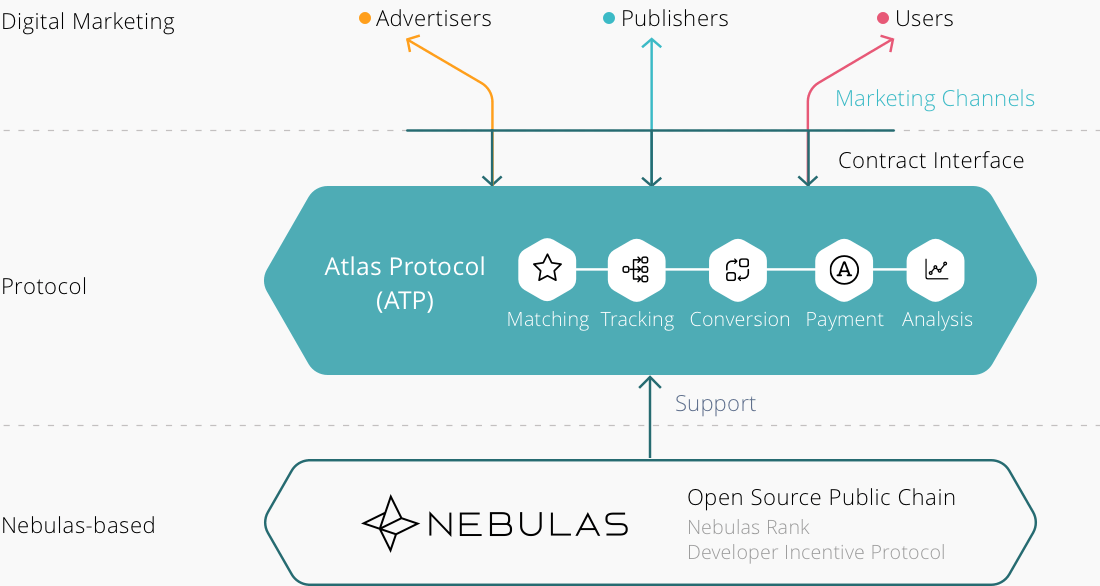 Digital Marketing
Advertisers
Publishers
Users
Marketing Channels
Contract Interface
Protocol
Atlas Protocol
(ATP)
A
Matching Tracking Conversion Payment Analysis
Support
Nebulas-based
NEBULAS
Open Source Public Chain
Nebulas Rank
Developer Incentive Protocol